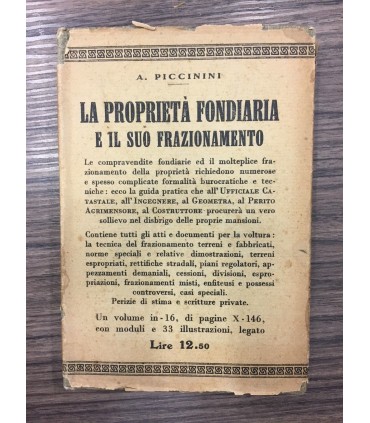 A. PICCININI
LA PROPRIETÀ FONDIARIA
E IL SUO FRAZIONAMENTO
Le compravendite fondiarie ed il molteplice fra-
zionamento della proprietà richiedono numerose
e spesso complicate formalità burocratiche e tec-
niche: ecco la guida pratica che all'UFFICIALE CA-
TASTALE, all'INGEGNERE, al GEOMETRA, al PERITO
AGRIMENSORE, al COSTRUTTORE procurerà un vero
sollievo nel disbrigo delle proprie mansioni.
Contiene tutti gli atti e documenti per la voltura:
la tecnica del frazionamento terreni e fabbricati,
norme speciali e relative dimostrazioni, terreni
espropriati, rettifiche stradali, piani regolatori, ap-
pezzamenti demaniali, cessioni, divisioni, espro-
priazioni, frazionamenti misti, enfiteusi e possessi
controversi, casi speciali.
Perizie di stima e scritture private.
Un volume in-16, di pagine X-146,
con moduli e 33 illustrazioni, legato
Lire 12.50